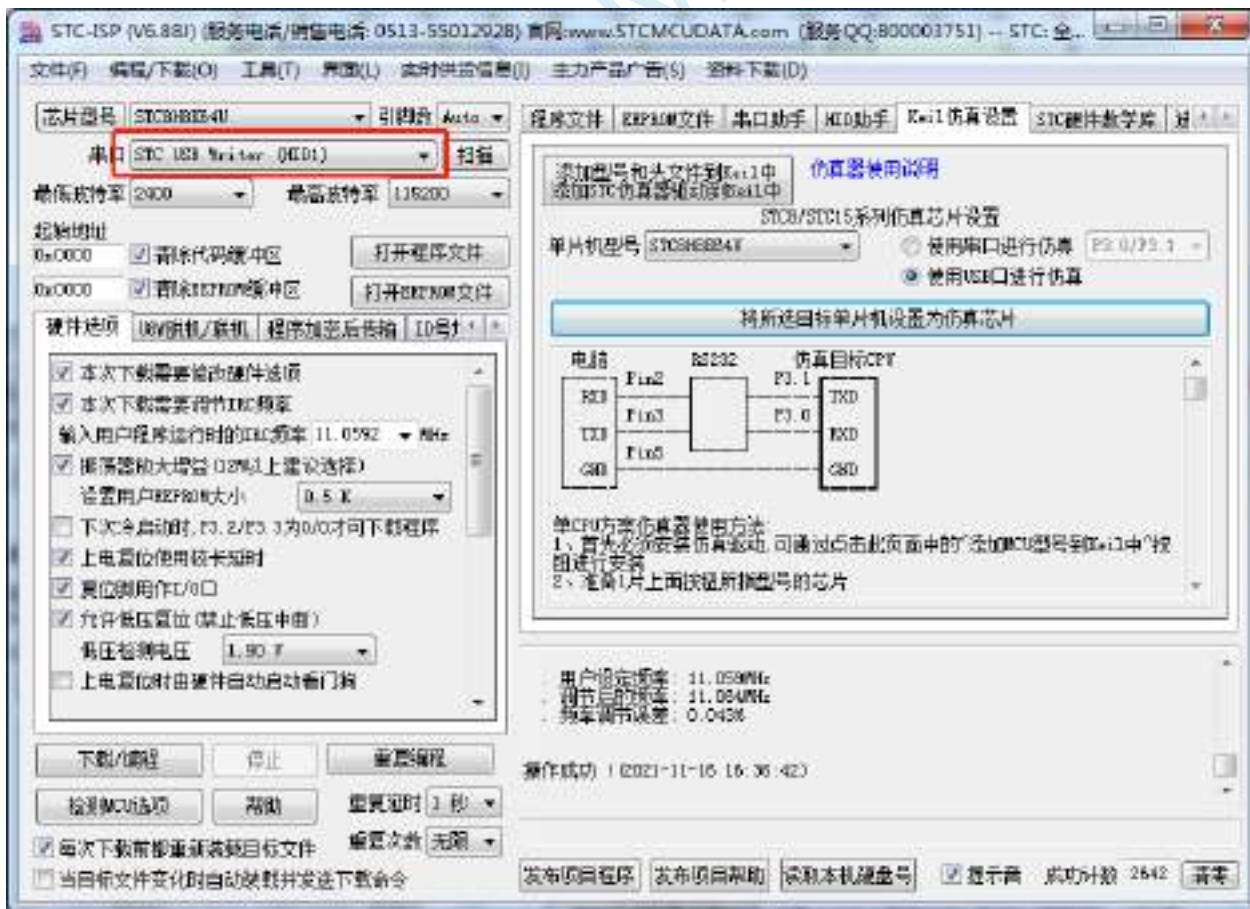 STC-ISP (V6.88J) (服务电话/销售电话: 0513-55012928) 官网:www.STCMCUDATA.com (服务QQ:800003751) -- STC: 全...
文件(F) 编程/下载(O) 工具(T) 界面(L) 实时供货信息(I) 主力产品广告(S) 资料下载(D)
芯片型号 STC8H8K64U 引脚数 Auto
串口 STC USB Writer (HID1) 扫描
最低波特率 2400 最高波特率 115200
起始地址
0x0000 清除代码缓冲区 打开程序文件
0x0000 清除EEPROM缓冲区 打开EEPROM文件
硬件选项 U8W脱机/联机 程序加密后传输 ID号
本次下载需要修改硬件选项
本次下载需要调节IRC频率
输入用户程序运行时的IRC频率 11.0592 MHz
振荡器放大增益(12M以上建议选择)
设置用户EEPROM大小 0.5 K
下次冷启动时,P3.2/P3.3为0/0才可下载程序
上电复位使用较长延时
复位脚用作I/O口
允许低压复位(禁止低压中断)
低压检测电压 1.90 V
上电复位时由硬件自动启动看门狗
下载/编程 停止 重复编程
检测MCU选项 帮助 重复延时 1 秒
每次下载前都重新装载目标文件 重复次数 无限
当目标文件变化时自动装载并发送下载命令
程序文件 EEPROM文件 串口助手 HID助手 Keil仿真设置 STC硬件数学库
添加型号和头文件到Keil中
添加STC仿真器驱动到Keil中
仿真器使用说明
STC8/STC15系列仿真芯片设置
单片机型号 STC8H8K64U 使用串口进行仿真 P3.0/P3.1
使用USB口进行仿真
将所选目标单片机设置为仿真芯片
电脑 RS232 仿真目标CPU
RXD Pin2 P3.1 TXD
TXD Pin3 P3.0 RXD
GND Pin5 GND
单CPU方案仿真器使用方法
1、首先必须安装仿真驱动,可通过点击此页面中的"添加MCU型号到Keil中"按
钮进行安装
2、准备1片上面按钮所指型号的芯片
用户设定频率: 11.059MHz
调节后的频率: 11.064MHz
频率调节误差: 0.043%
操作成功 !(2021-11-16 16:36:42)
发布项目程序 发布项目帮助 读取本机硬盘号 提示音 成功计数 2642 清零